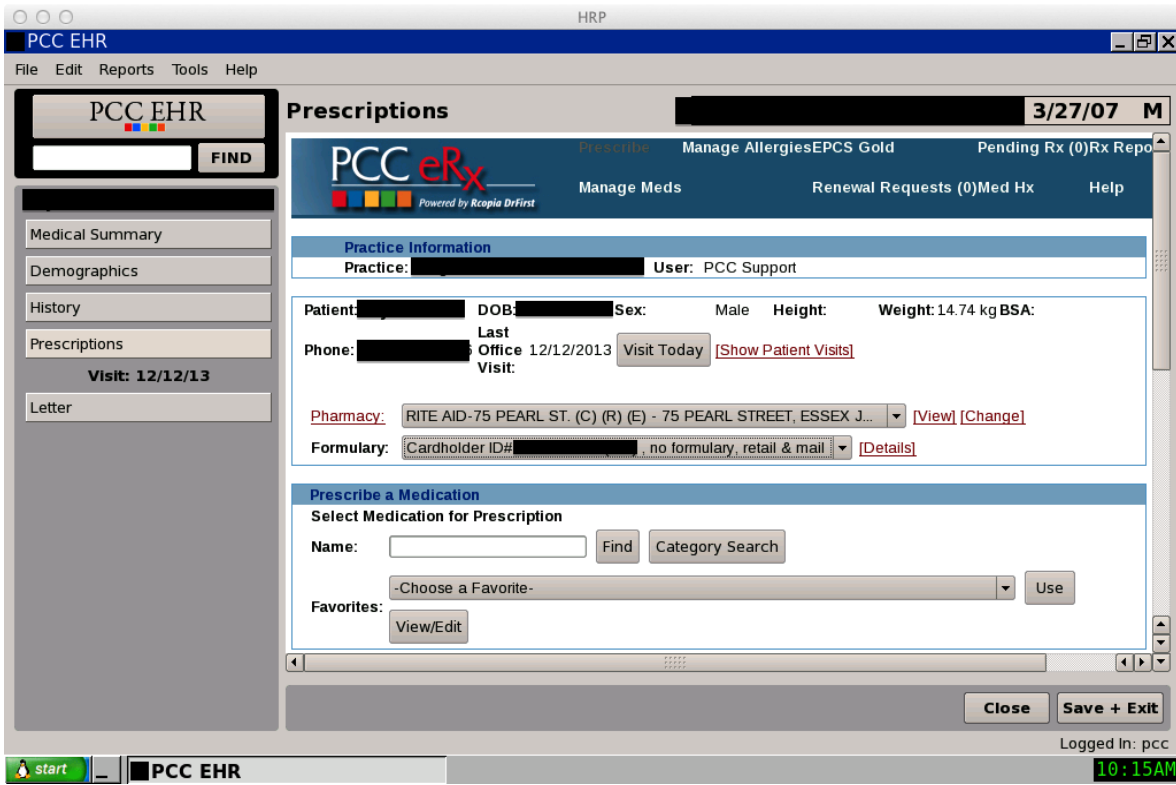 HRP
PCC EHR
File Edit Reports Tools Help
PCC EHR
FIND
Medical Summary
Demographics
History
Prescriptions
Visit: 12/12/13
Letter
Prescriptions
3/27/07 M
PCC eRx
Powered by Rcopia DrFirst
Prescribe Manage AllergiesEPCS Gold Pending Rx (0)Rx Repo
Manage Meds Renewal Requests (0)Med Hx Help
Practice Information
Practice: User: PCC Support
Patient: DOB: Sex: Male Height: Weight: 14.74 kg BSA:
Phone: Last Office Visit: 12/12/2013 Visit Today [Show Patient Visits]
Pharmacy: RITE AID-75 PEARL ST. (C) (R) (E) - 75 PEARL STREET, ESSEX J... [View] [Change]
Formulary: Cardholder ID# , no formulary, retail & mail [Details]
Prescribe a Medication
Select Medication for Prescription
Name: Find Category Search
Favorites: -Choose a Favorite- Use
View/Edit
Close Save + Exit
Logged In: pcc
start _ PCC EHR 10:15AM